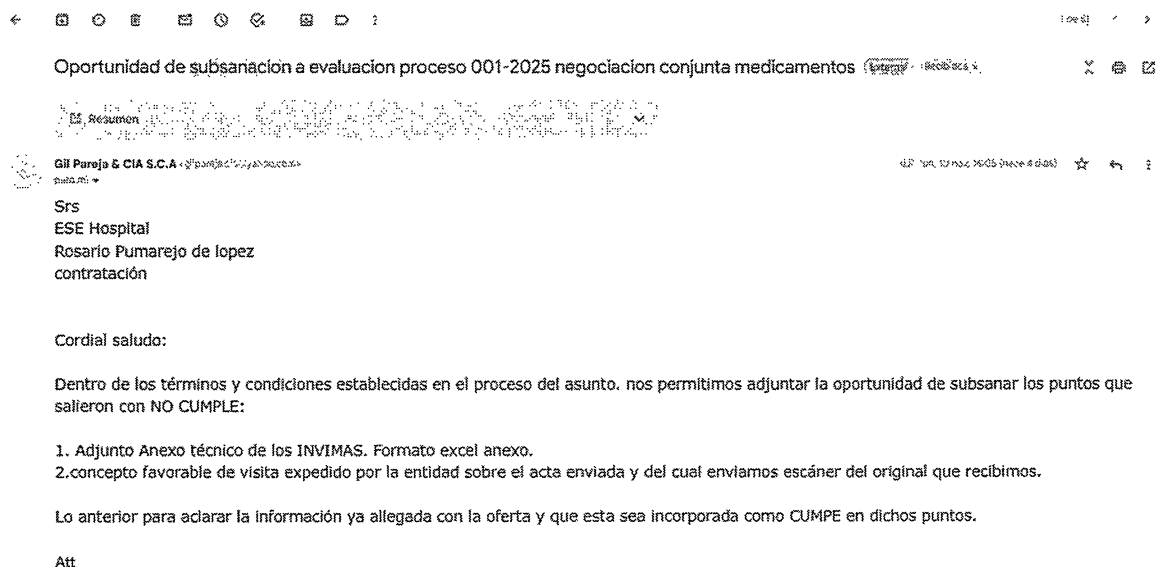 Oportunidad de subsanacion a evaluacion proceso 001-2025 negociacion conjunta medicamentos
Resumen
Gil Pareja & CIA S.C.A
para mí
Srs
ESE Hospital
Rosario Pumarejo de lopez
contratación
Cordial saludo:
Dentro de los términos y condiciones establecidas en el proceso del asunto. nos permitimos adjuntar la oportunidad de subsanar los puntos que
salieron con NO CUMPLE:
1. Adjunto Anexo técnico de los INVIMAS. Formato excel anexo.
2.concepto favorable de visita expedido por la entidad sobre el acta enviada y del cual enviamos escáner del original que recibimos.
Lo anterior para aclarar la información ya allegada con la oferta y que esta sea incorporada como CUMPE en dichos puntos.
Att